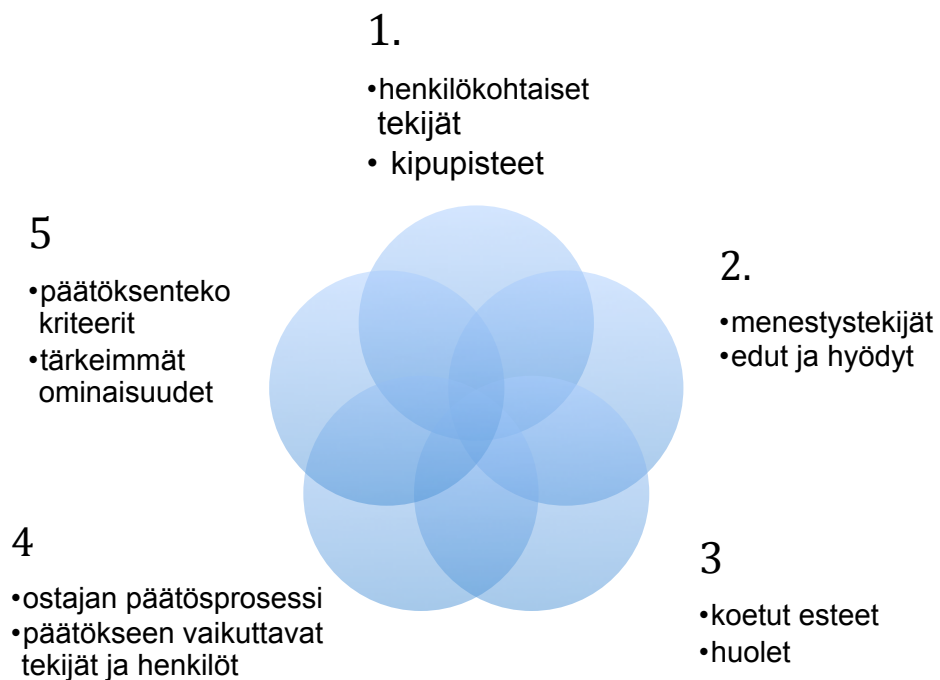 1.
•henkilökohtaiset
tekijät
• kipupisteet
2.
•menestystekijät
•edut ja hyödyt
3
•koetut esteet
•huolet
4
•ostajan päätösprosessi
•päätökseen vaikuttavat
tekijät ja henkilöt
5
•päätöksenteko
kriteerit
•tärkeimmät
ominaisuudet